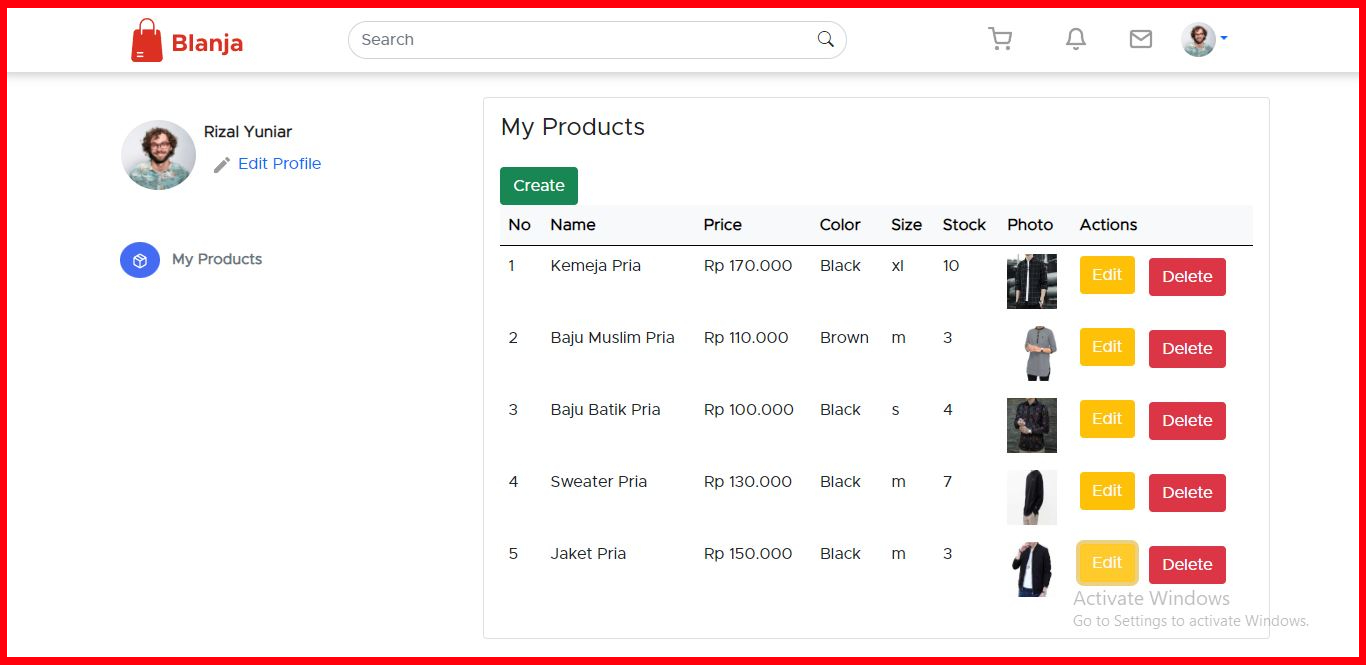 Blanja
Search
Rizal Yuniar
Edit Profile
My Products
My Products
Create
No Name Price Color Size Stock Photo Actions
1 Kemeja Pria Rp 170.000 Black xl 10 Edit Delete
2 Baju Muslim Pria Rp 110.000 Brown m 3 Edit Delete
3 Baju Batik Pria Rp 100.000 Black s 4 Edit Delete
4 Sweater Pria Rp 130.000 Black m 7 Edit Delete
5 Jaket Pria Rp 150.000 Black m 3 Edit Delete
Activate Windows
Go to Settings to activate Windows.